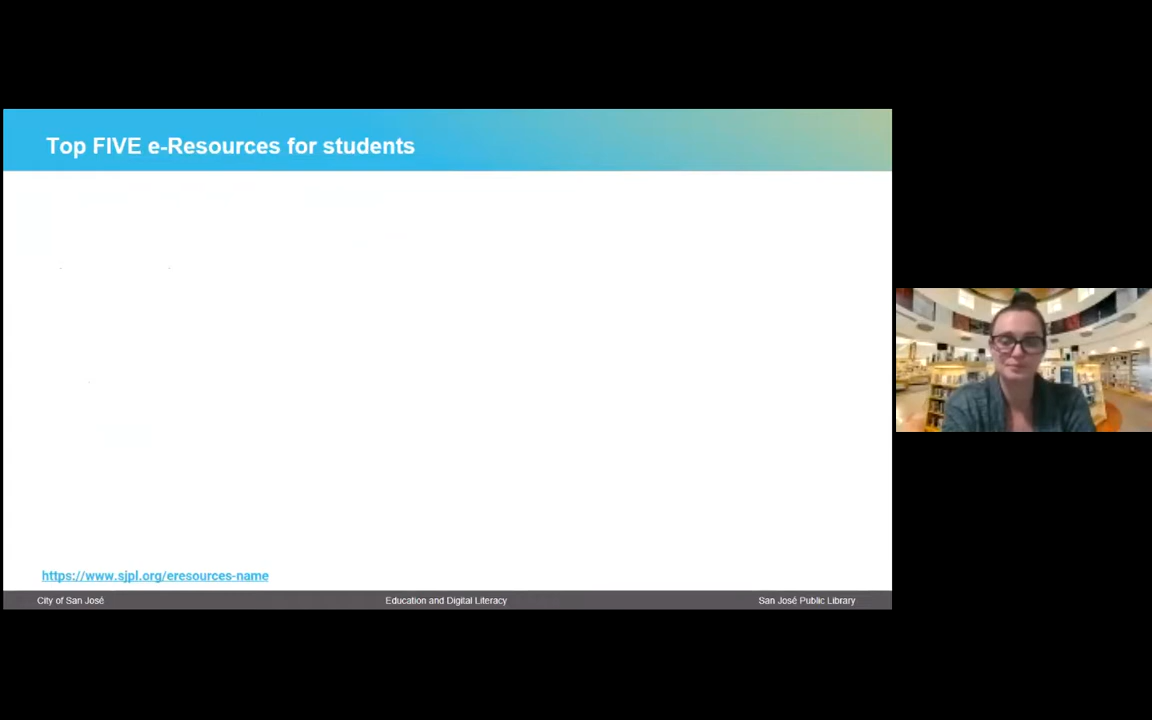 Top FIVE e-Resources for students
https://www.sjpl.org/eresources-name
City of San José
Education and Digital Literacy
San José Public Library